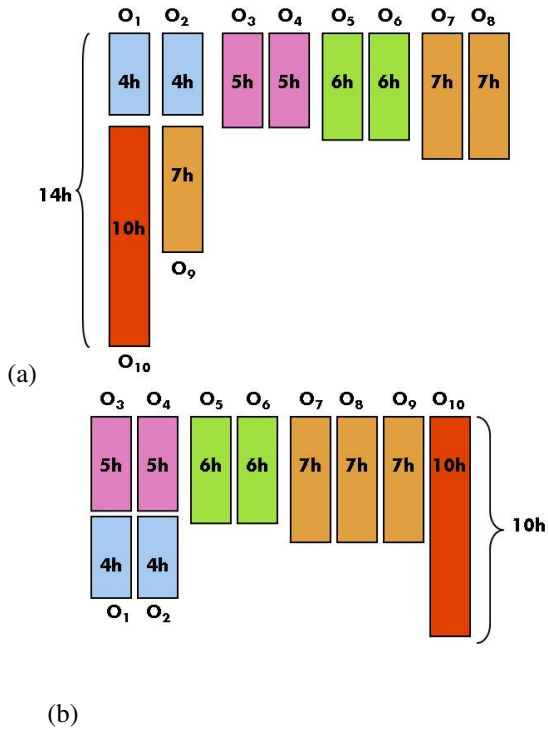 O1 O2 O3 O4 O5 O6 O7 O8
4h 4h 5h 5h 6h 6h 7h 7h
7h
14h
10h
O9
O10
(a)
O3 O4 O5 O6 O7 O8 O9 O10
5h 5h 6h 6h 7h 7h 7h 10h
10h
4h 4h
O1 O2
(b)